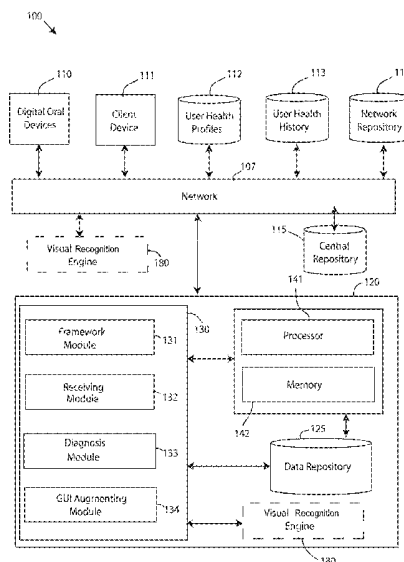 100
110
111
112
113
11
Digital Oral
Devices
Client
Device
User Health
Profiles
User Health
History
Network
Repository
107
Network
Visual Recognition
Engine
180
115
Central
Repository
120
130
141
Framework
Module
131
Processor
Receiving
Module
132
Memory
142
125
Diagnosis
Module
133
Data Repository
GUI Augmenting
Module
134
Visual Recognition
Engine
180